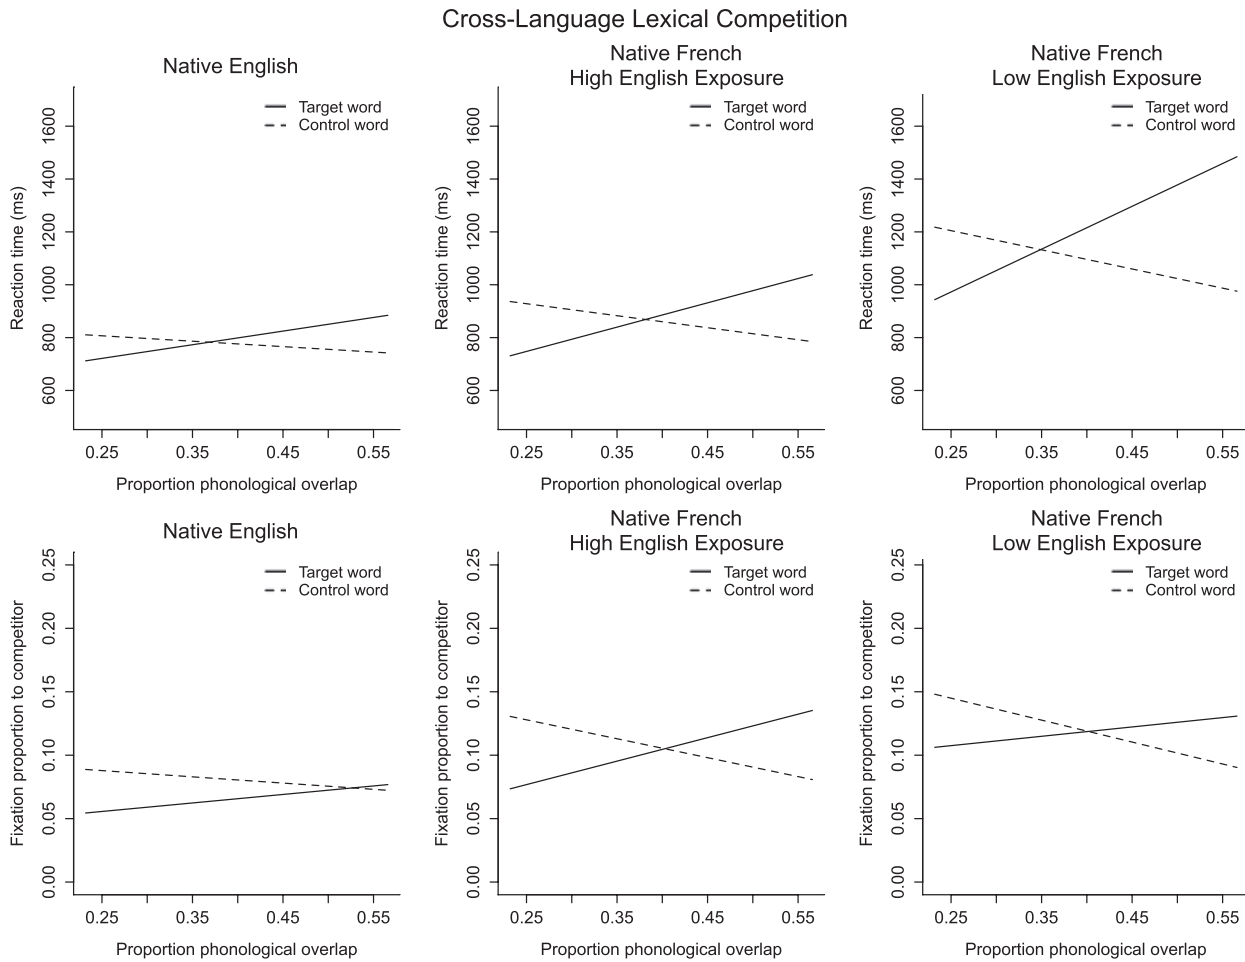 Cross-Language Lexical Competition
Native English
Target word
Control word
Reaction time (ms)
1600
1400
1200
1000
800
600
0.25 0.35 0.45 0.55
Proportion phonological overlap
Native French
High English Exposure
Target word
Control word
Reaction time (ms)
1600
1400
1200
1000
800
600
0.25 0.35 0.45 0.55
Proportion phonological overlap
Native French
Low English Exposure
Target word
Control word
Reaction time (ms)
1600
1400
1200
1000
800
600
0.25 0.35 0.45 0.55
Proportion phonological overlap
Native English
Target word
Control word
Fixation proportion to competitor
0.25
0.20
0.15
0.10
0.05
0.00
0.25 0.35 0.45 0.55
Proportion phonological overlap
Native French
High English Exposure
Target word
Control word
Fixation proportion to competitor
0.25
0.20
0.15
0.10
0.05
0.00
0.25 0.35 0.45 0.55
Proportion phonological overlap
Native French
Low English Exposure
Target word
Control word
Fixation proportion to competitor
0.25
0.20
0.15
0.10
0.05
0.00
0.25 0.35 0.45 0.55
Proportion phonological overlap